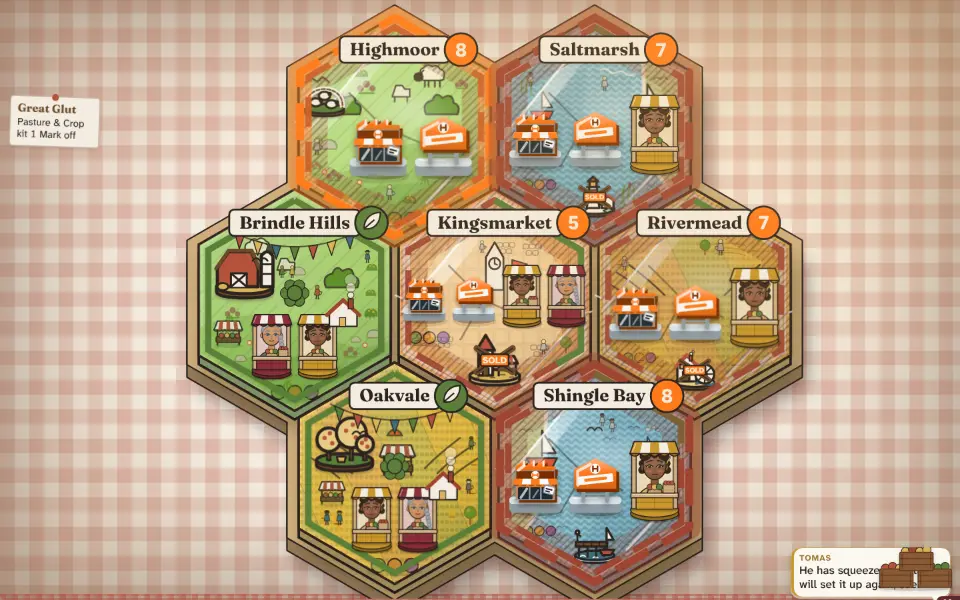 Highmoor 8
Saltmarsh 7
Great Glut
Pasture & Crop
kit 1 Mark off
H
H
SOLD
Brindle Hills
Kingsmarket 5
Rivermead 7
H
H
SOLD
SOLD
Oakvale
Shingle Bay 8
H
TOMAS
He has squeeze
will set it up